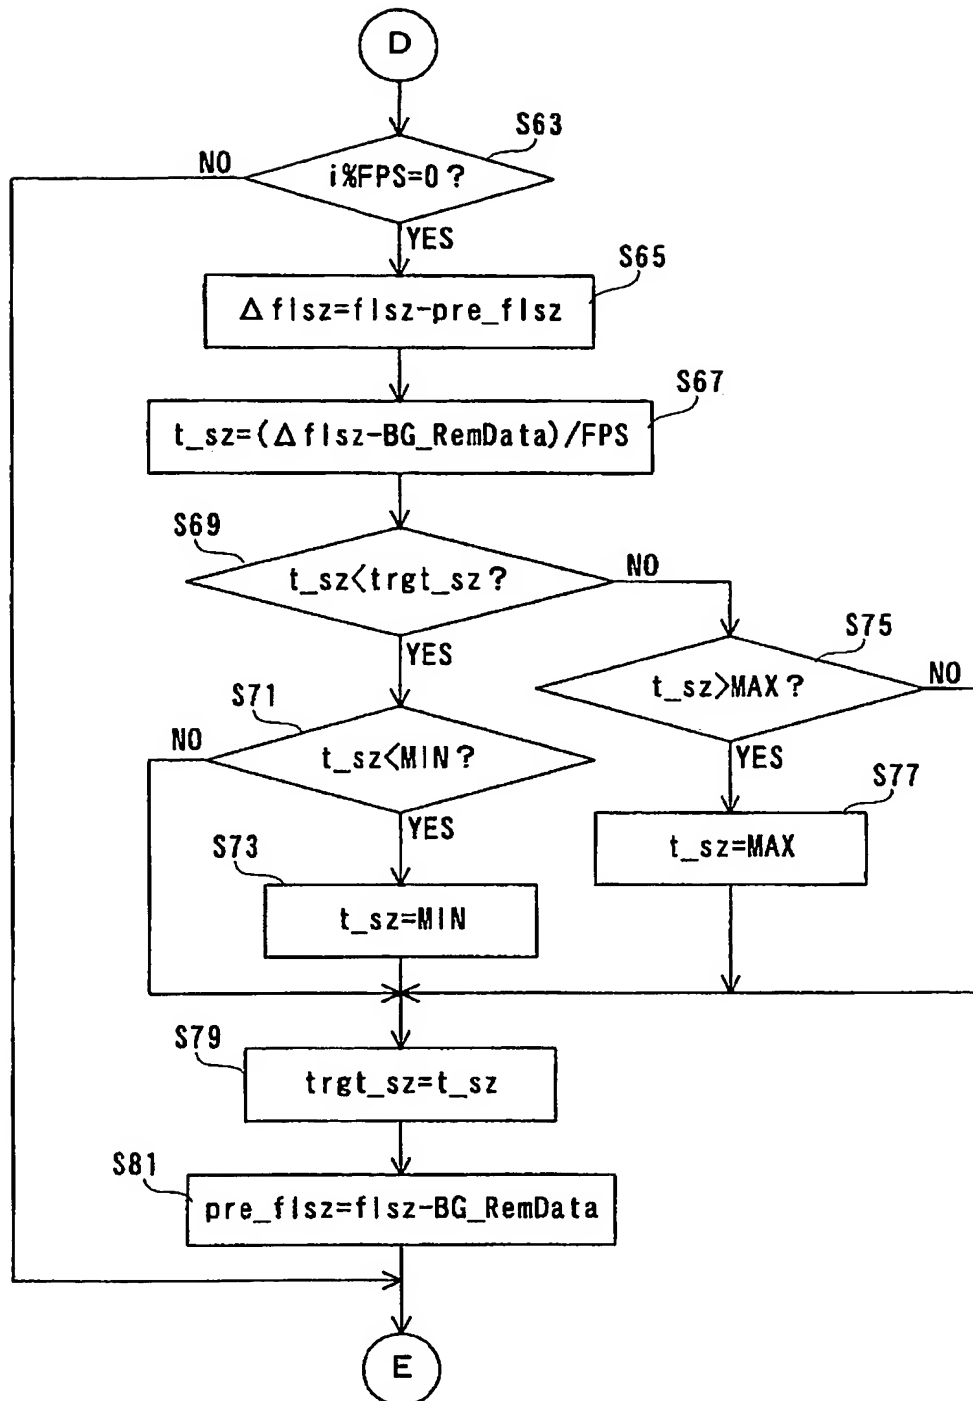 D
S63
NO
i%FPS=0?
YES
S65
Δflsz=flsz-pre_flsz
S67
t_sz=(Δflsz-BG_RemData)/FPS
S69
t_sz<trgt_sz?
NO
YES
S75
t_sz>MAX?
NO
YES
S71
NO
t_sz<MIN?
YES
S77
t_sz=MAX
S73
t_sz=MIN
S79
trgt_sz=t_sz
S81
pre_flsz=flsz-BG_RemData
E